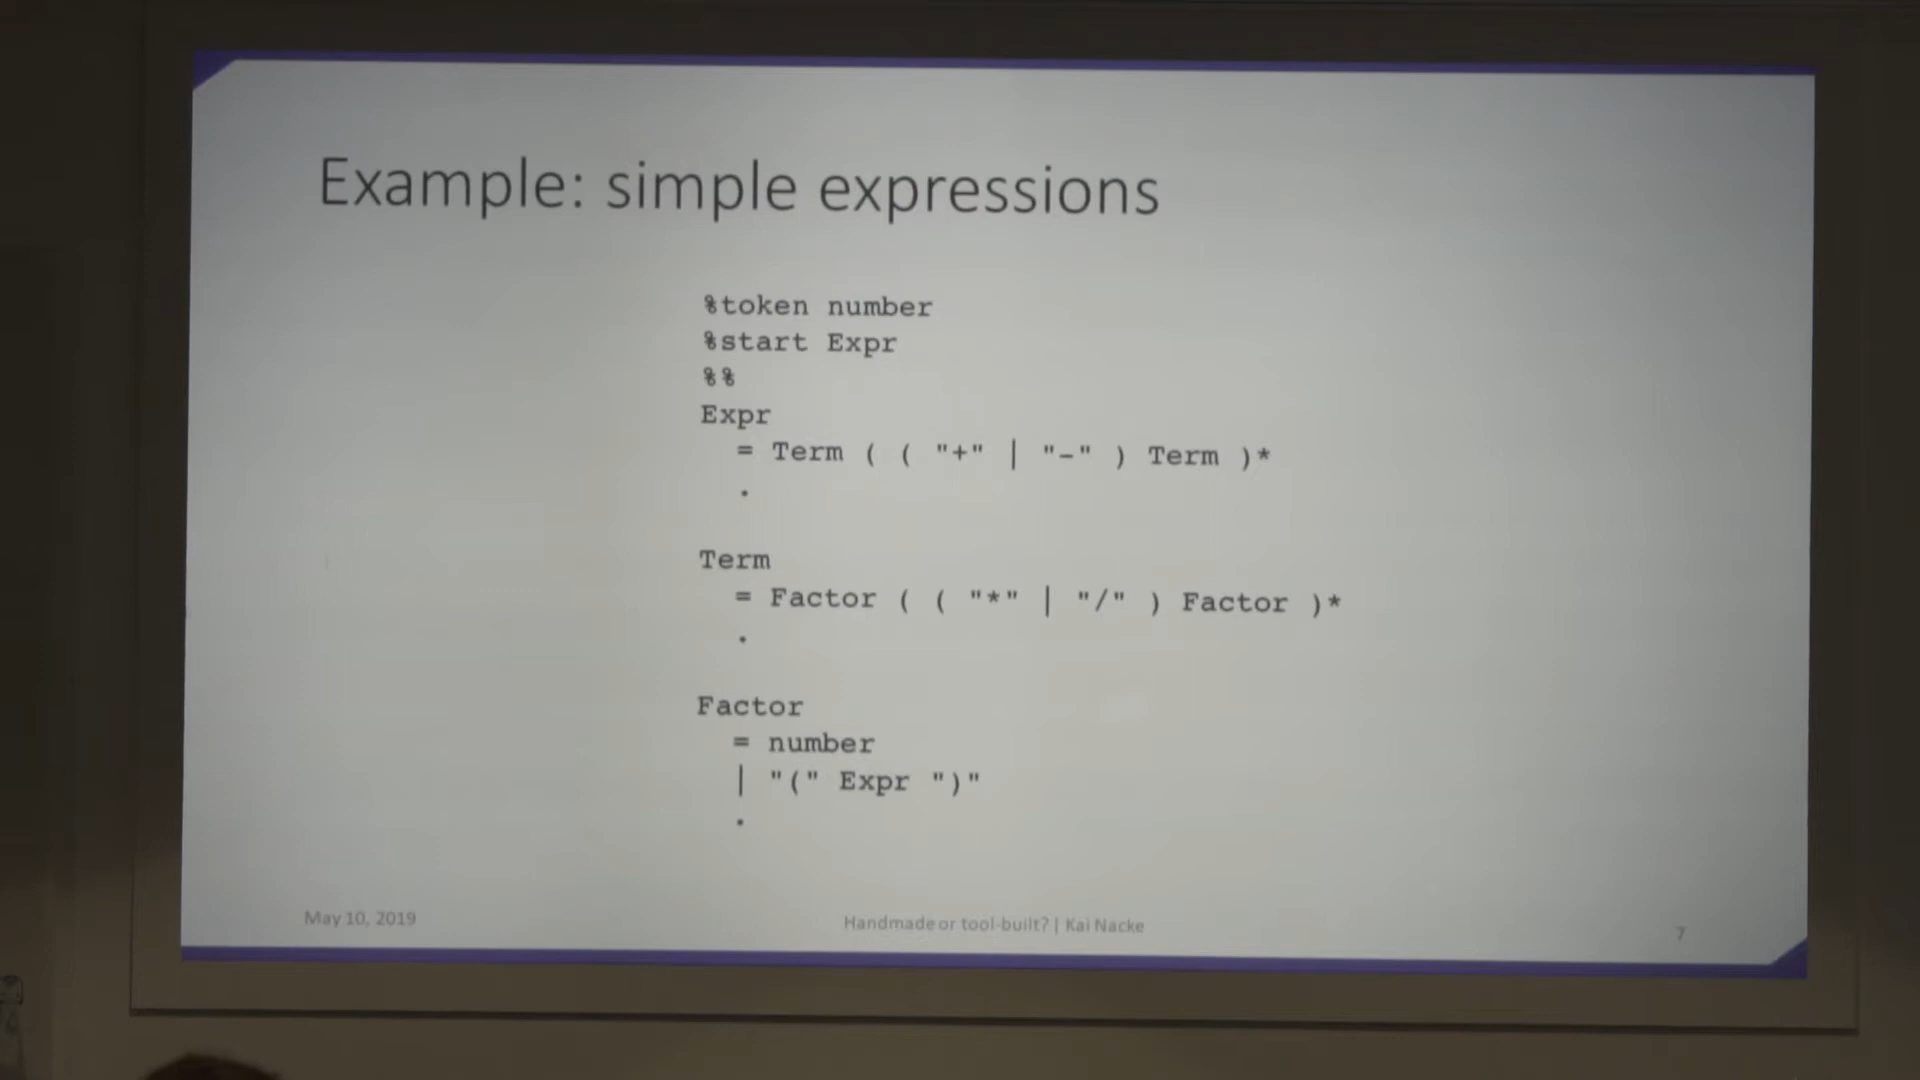 Example: simple expressions
%token number
%start Expr
%%
Expr
= Term ( ( "+" | "-" ) Term )*
.
Term
= Factor ( ( "*" | "/" ) Factor )*
.
Factor
= number
| "(" Expr ")"
.
May 10, 2019
Handmade or tool-built? | Kai Nacke
7